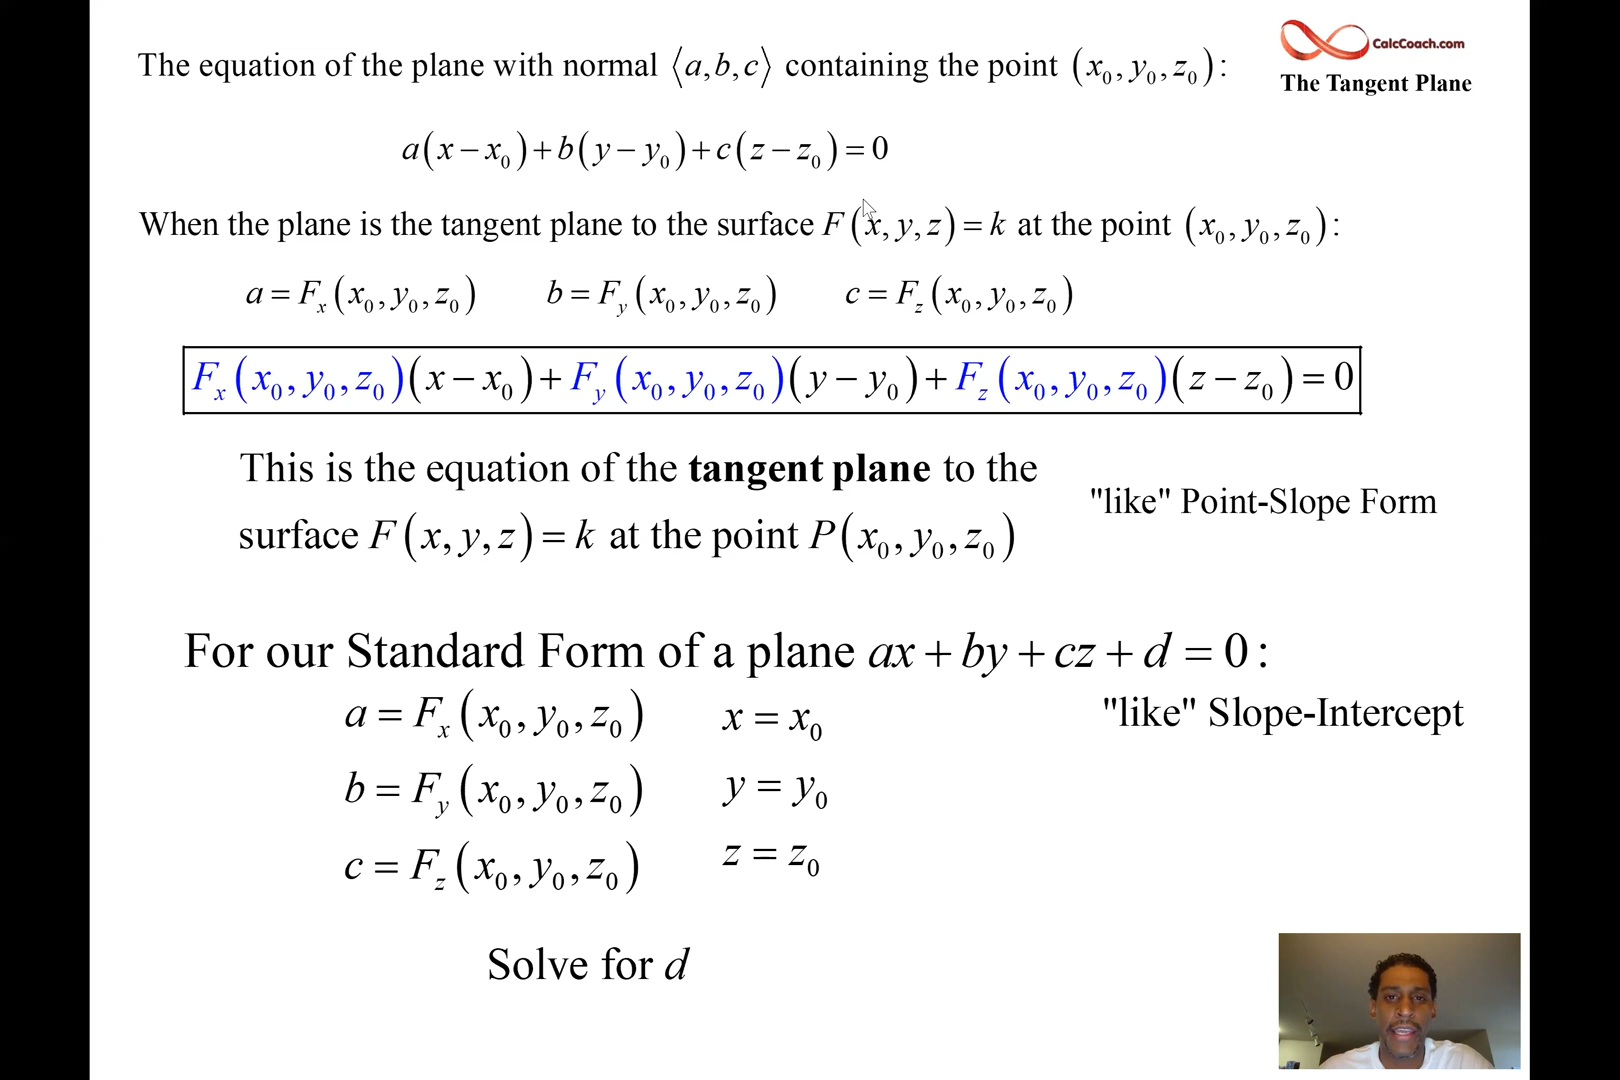 The equation of the plane with normal ⟨a,b,c⟩ containing the point (x₀, y₀, z₀):
CalcCoach.com
The Tangent Plane
a(x − x₀) + b(y − y₀) + c(z − z₀) = 0
When the plane is the tangent plane to the surface F(x, y, z) = k at the point (x₀, y₀, z₀):
a = Fₓ(x₀, y₀, z₀) b = F_y(x₀, y₀, z₀) c = F_z(x₀, y₀, z₀)
Fₓ(x₀, y₀, z₀)(x − x₀) + F_y(x₀, y₀, z₀)(y − y₀) + F_z(x₀, y₀, z₀)(z − z₀) = 0
This is the equation of the tangent plane to the
surface F(x, y, z) = k at the point P(x₀, y₀, z₀)
"like" Point-Slope Form
For our Standard Form of a plane ax + by + cz + d = 0:
a = Fₓ(x₀, y₀, z₀) x = x₀
"like" Slope-Intercept
b = F_y(x₀, y₀, z₀) y = y₀
c = F_z(x₀, y₀, z₀) z = z₀
Solve for d